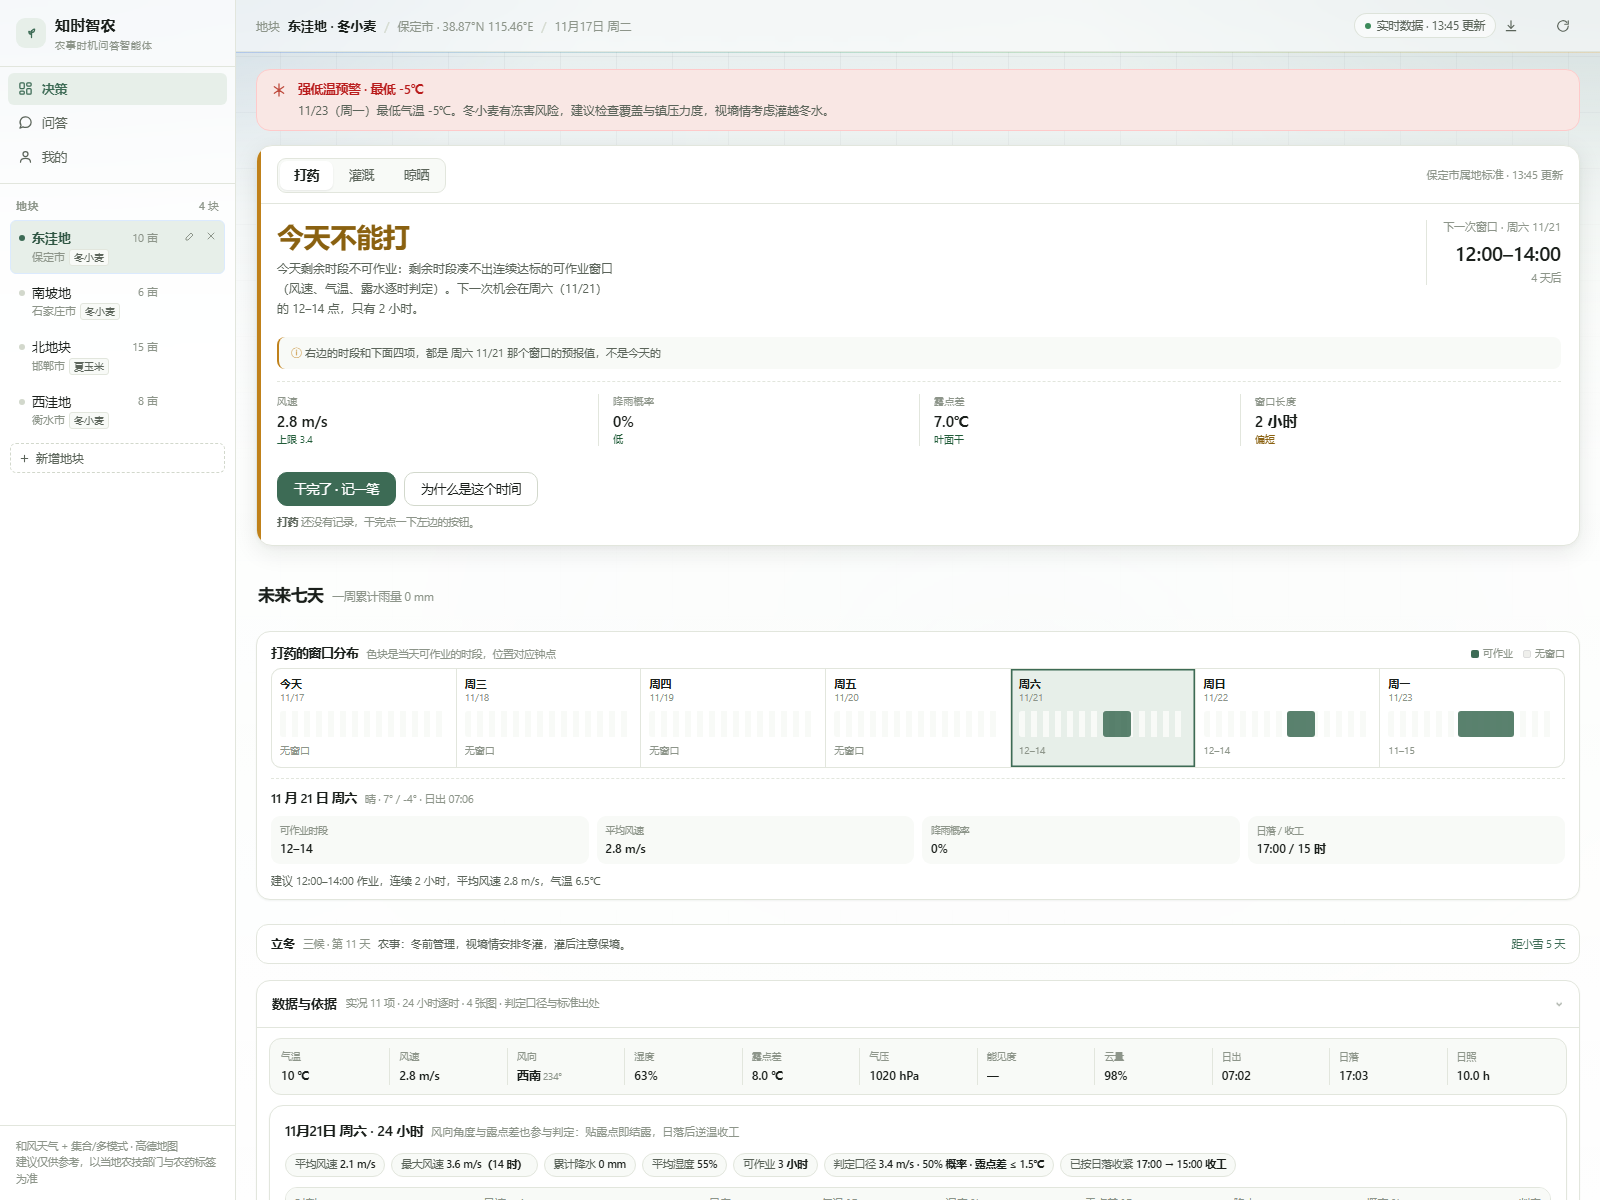 知时智农
农事时机问答智能体
决策
问答
我的
地块 4 块
东洼地 10 亩
保定市 冬小麦
南坡地 6 亩
石家庄市 冬小麦
北地块 15 亩
邯郸市 夏玉米
西洼地 8 亩
衡水市 冬小麦
+ 新增地块
和风天气 + 集合/多模式 · 高德地图
建议仅供参考，以当地农技部门与农药标签
为准
地块 东洼地 · 冬小麦 / 保定市 · 38.87°N 115.46°E / 11月17日 周二
实时数据 · 13:45 更新
强低温预警 · 最低 -5℃
11/23（周一）最低气温 -5℃。冬小麦有冻害风险，建议检查覆盖与镇压力度，视墒情考虑灌越冬水。
打药 灌溉 晾晒
保定市属地标准 · 13:45 更新
今天不能打
今天剩余时段不可作业：剩余时段凑不出连续达标的可作业窗口
（风速、气温、露水逐时判定）。下一次机会在周六（11/21）
的 12–14 点，只有 2 小时。
下一次窗口 · 周六 11/21
12:00–14:00
4 天后
右边的时段和下面四项，都是 周六 11/21 那个窗口的预报值，不是今天的
风速
2.8 m/s
上限 3.4
降雨概率
0%
低
露点差
7.0℃
叶面干
窗口长度
2 小时
偏短
干完了 · 记一笔
为什么是这个时间
打药 还没有记录，干完点一下左边的按钮。
未来七天 一周累计雨量 0 mm
打药的窗口分布 色块是当天可作业的时段，位置对应钟点
可作业 无窗口
今天
11/17
无窗口
周三
11/18
无窗口
周四
11/19
无窗口
周五
11/20
无窗口
周六
11/21
12–14
周日
11/22
12–14
周一
11/23
11–15
11 月 21 日 周六 晴 · 7° / -4° · 日出 07:06
可作业时段
12–14
平均风速
2.8 m/s
降雨概率
0%
日落 / 收工
17:00 / 15 时
建议 12:00–14:00 作业，连续 2 小时，平均风速 2.8 m/s，气温 6.5℃
立冬 三候 · 第 11 天 农事：冬前管理，视墒情安排冬灌，灌后注意保墒。
距小雪 5 天
数据与依据 实况 11 项 · 24 小时逐时 · 4 张图 · 判定口径与标准出处
气温
10 ℃
风速
2.8 m/s
风向
西南 234°
湿度
63%
露点差
8.0 ℃
气压
1020 hPa
能见度
—
云量
98%
日出
07:02
日落
17:03
日照
10.0 h
11月21日 周六 · 24 小时 风向角度与露点差也参与判定：贴露点即结露，日落后逆温收工
平均风速 2.1 m/s
最大风速 3.6 m/s（14 时）
累计降水 0 mm
平均湿度 55%
可作业 3 小时
判定口径 3.4 m/s · 50% 概率 · 露点差 ≤ 1.5℃
已按日落收紧 17:00 → 15:00 收工